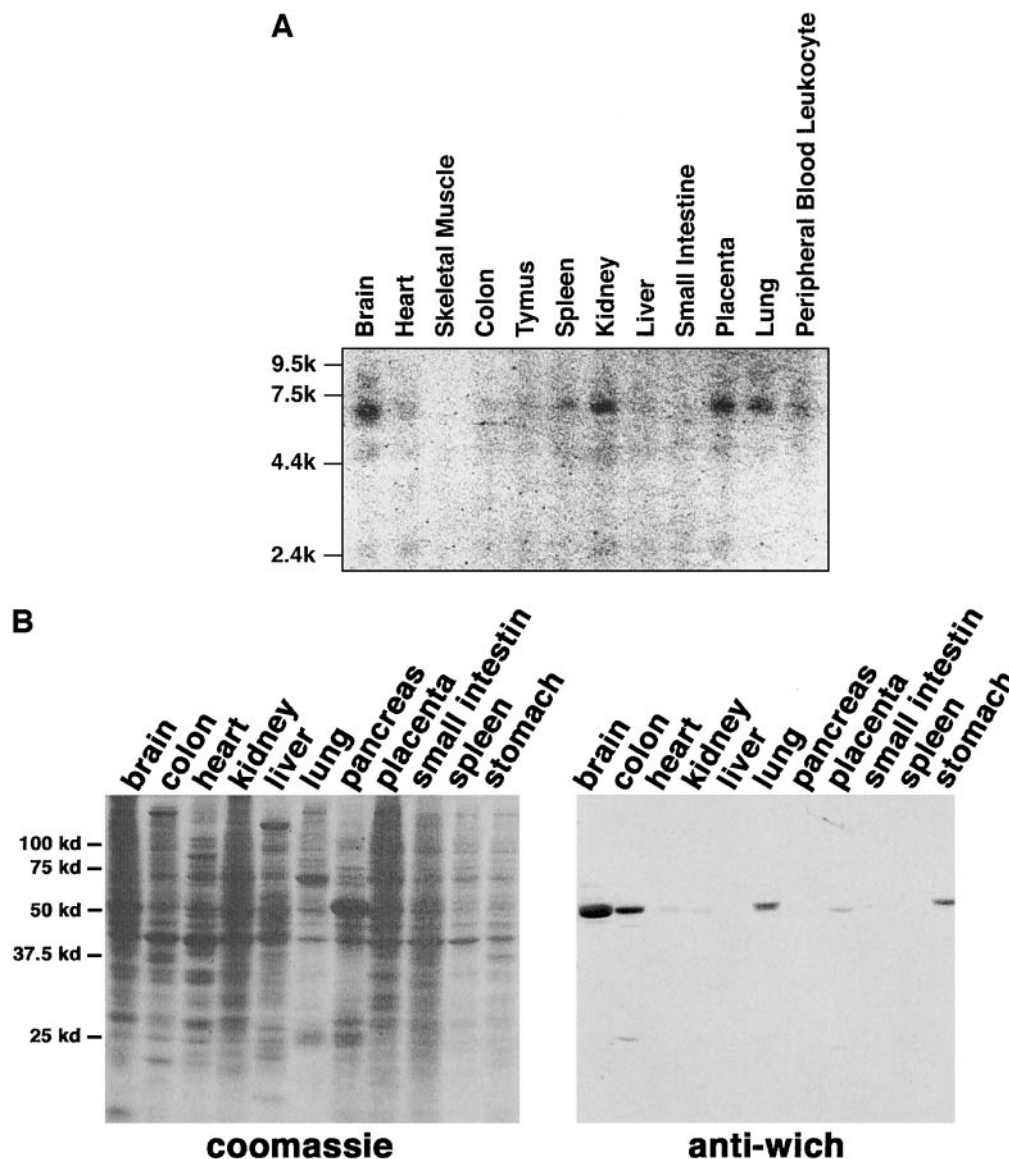 A
Brain
Heart
Skeletal Muscle
Colon
Tymus
Spleen
Kidney
Liver
Small Intestine
Placenta
Lung
Peripheral Blood Leukocyte
9.5k
7.5k
4.4k
2.4k
B
brain
colon
heart
kidney
liver
lung
pancreas
placenta
small intestin
spleen
stomach
100 kd
75 kd
50 kd
37.5 kd
25 kd
coomassie
brain
colon
heart
kidney
liver
lung
pancreas
placenta
small intestin
spleen
stomach
anti-wich